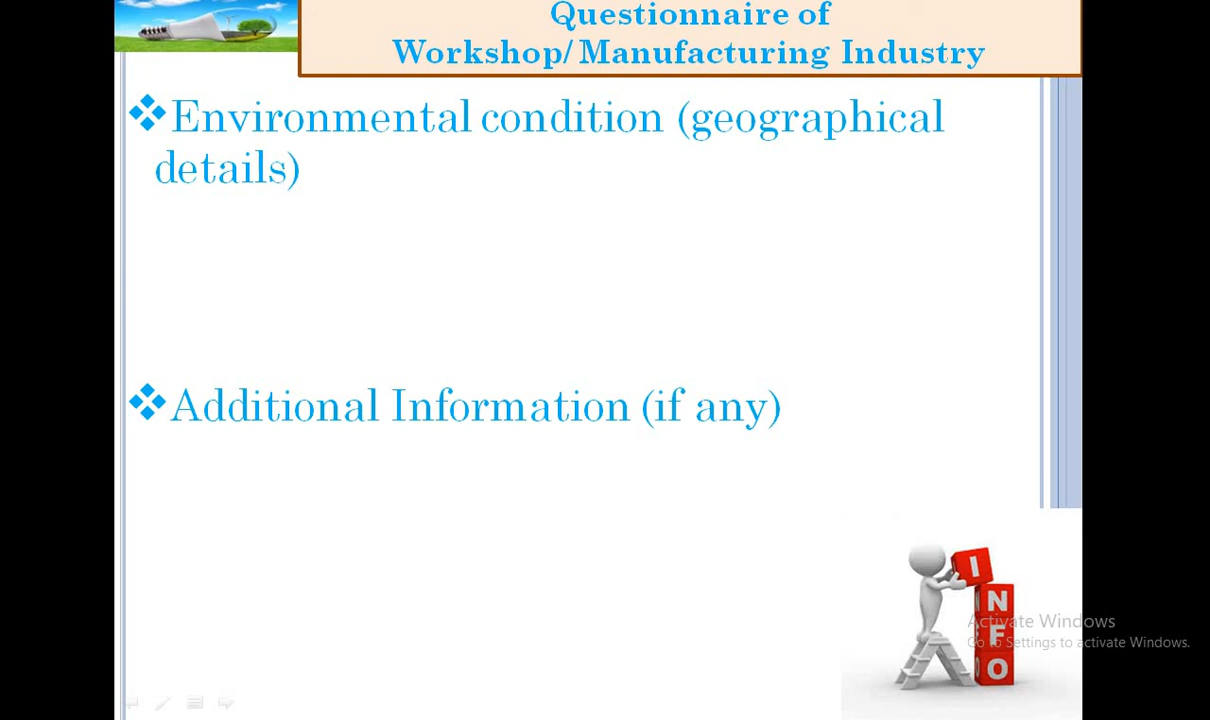 Questionnaire of
Workshop/ Manufacturing Industry
Environmental condition (geographical
details)
Additional Information (if any)
I
N
F
O
Activate Windows
Go to Settings to activate Windows.